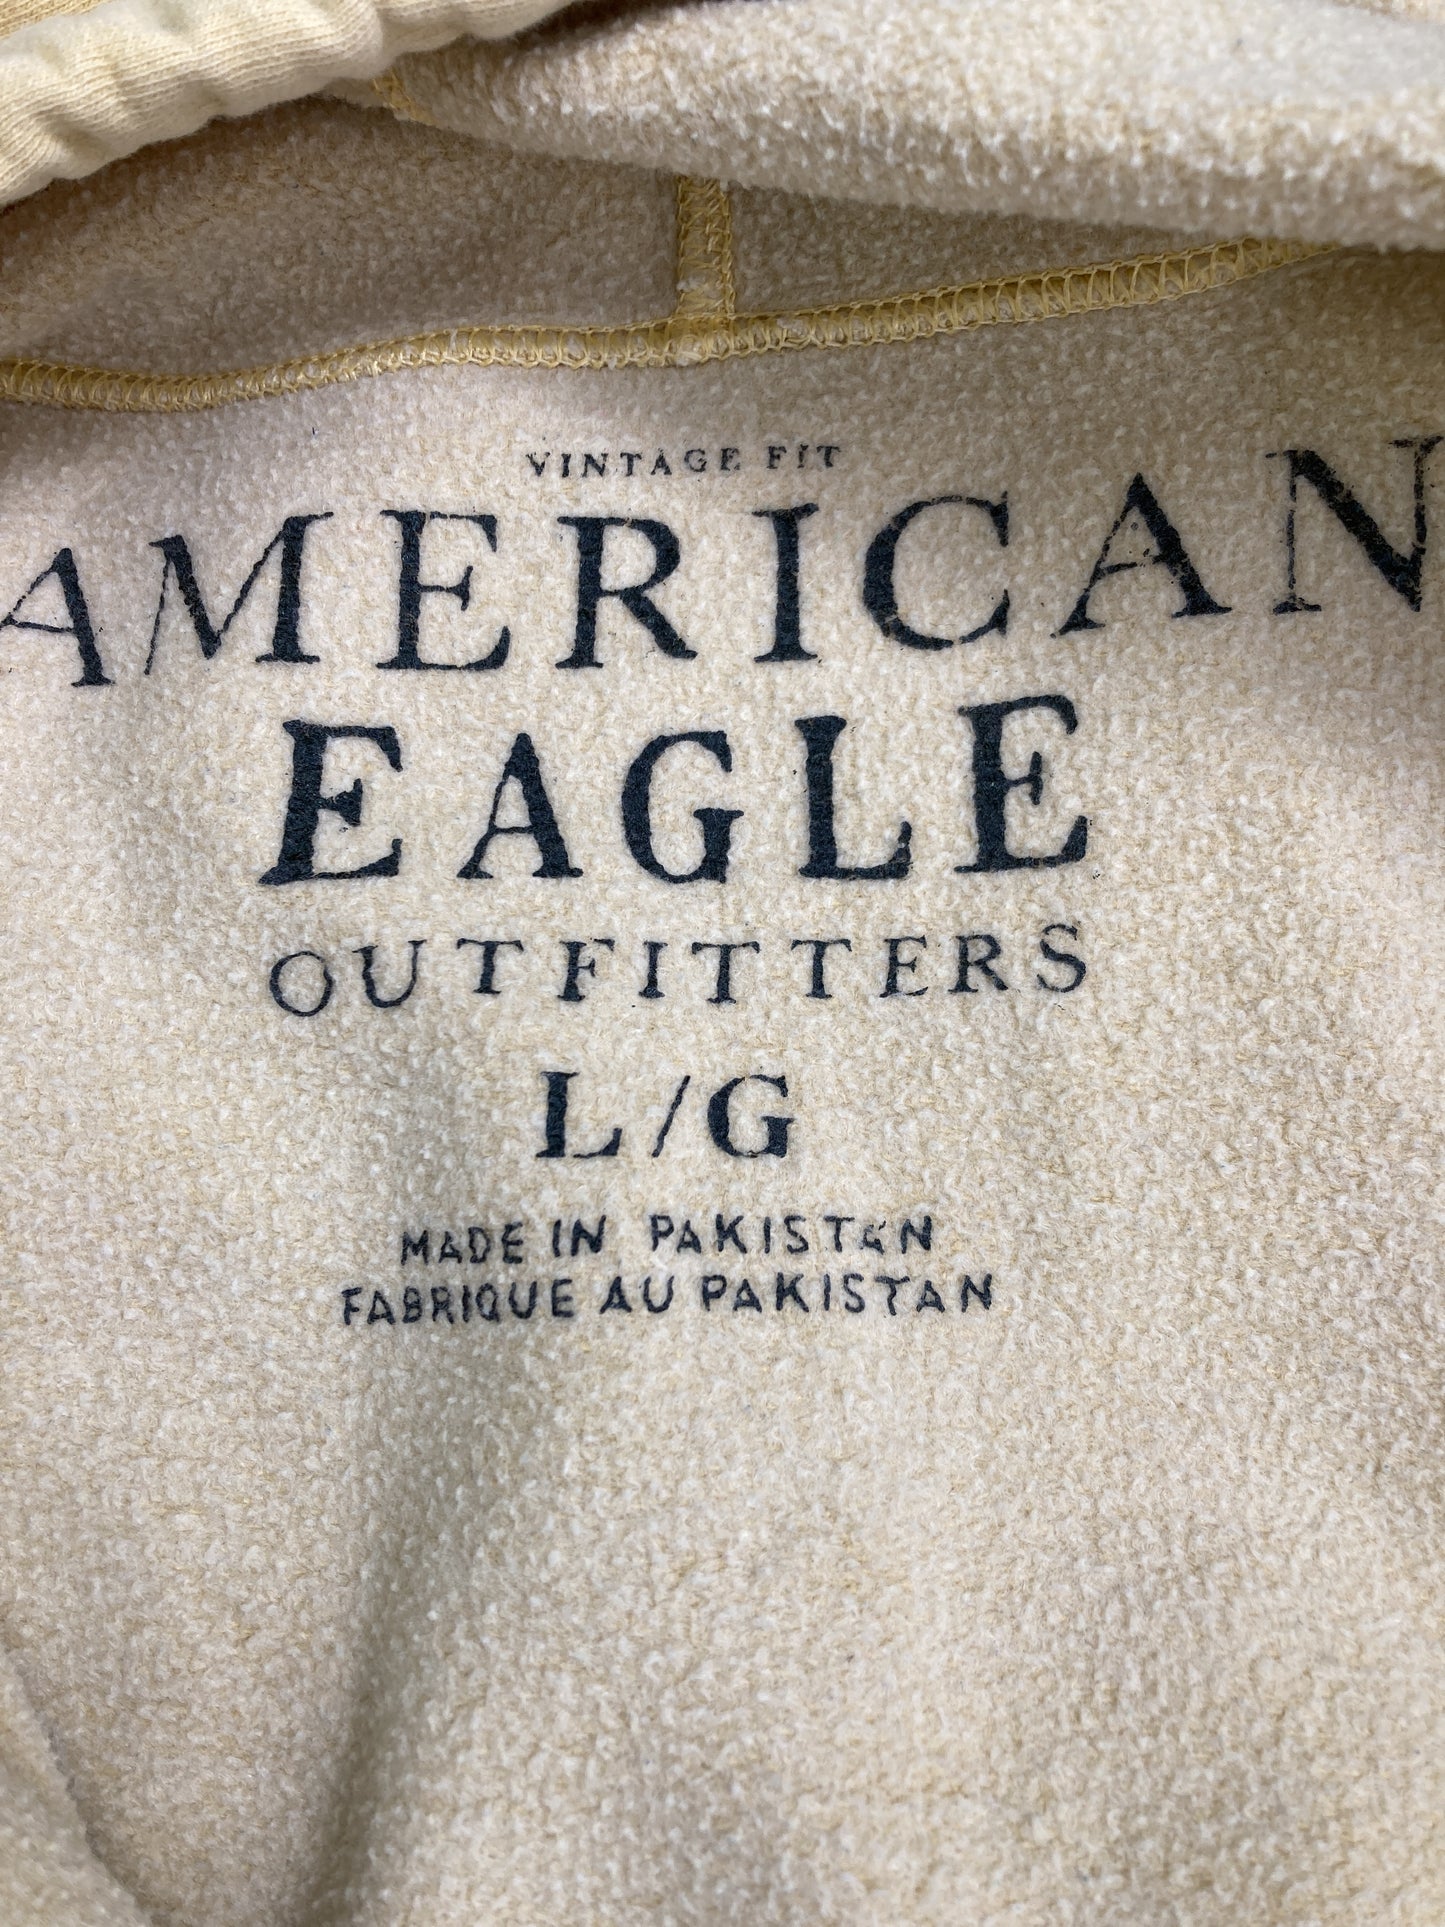 VINTAGE FIT
AMERICAN
EAGLE
OUTFITTERS
L/G
MADE IN PAKISTAN
FABRIQUE AU PAKISTAN